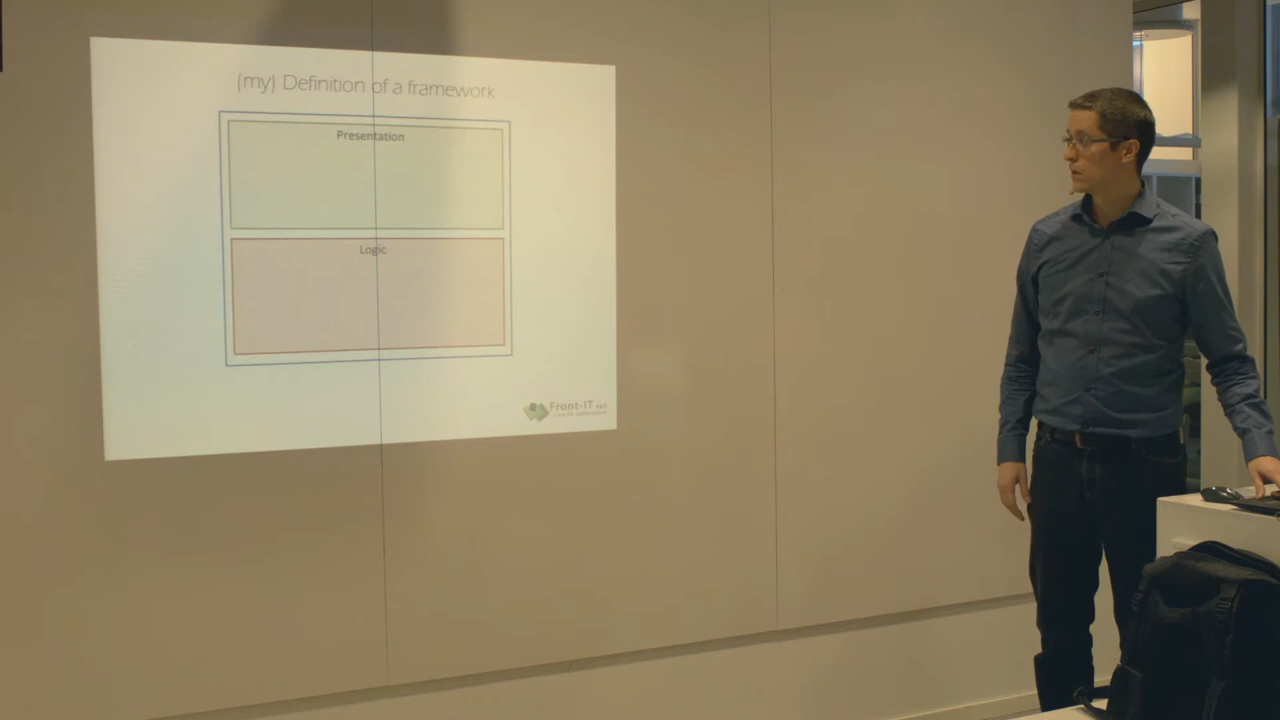 (my) Definition of a framework
Presentation
Logic
Front-IT